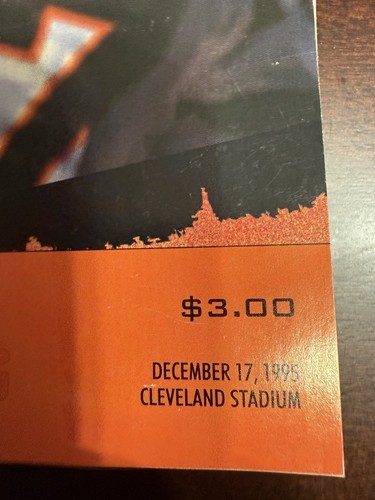 $3.00
DECEMBER 17, 1995
CLEVELAND STADIUM